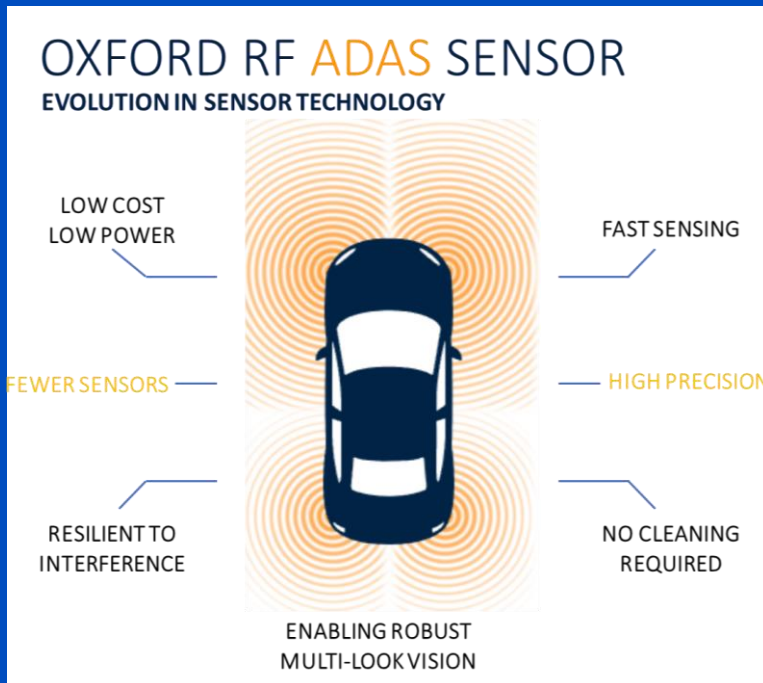 OXFORD RF ADAS SENSOR
EVOLUTION IN SENSOR TECHNOLOGY
LOW COST
LOW POWER
FAST SENSING
FEWER SENSORS
HIGH PRECISION
RESILIENT TO
INTERFERENCE
NO CLEANING
REQUIRED
ENABLING ROBUST
MULTI-LOOK VISION